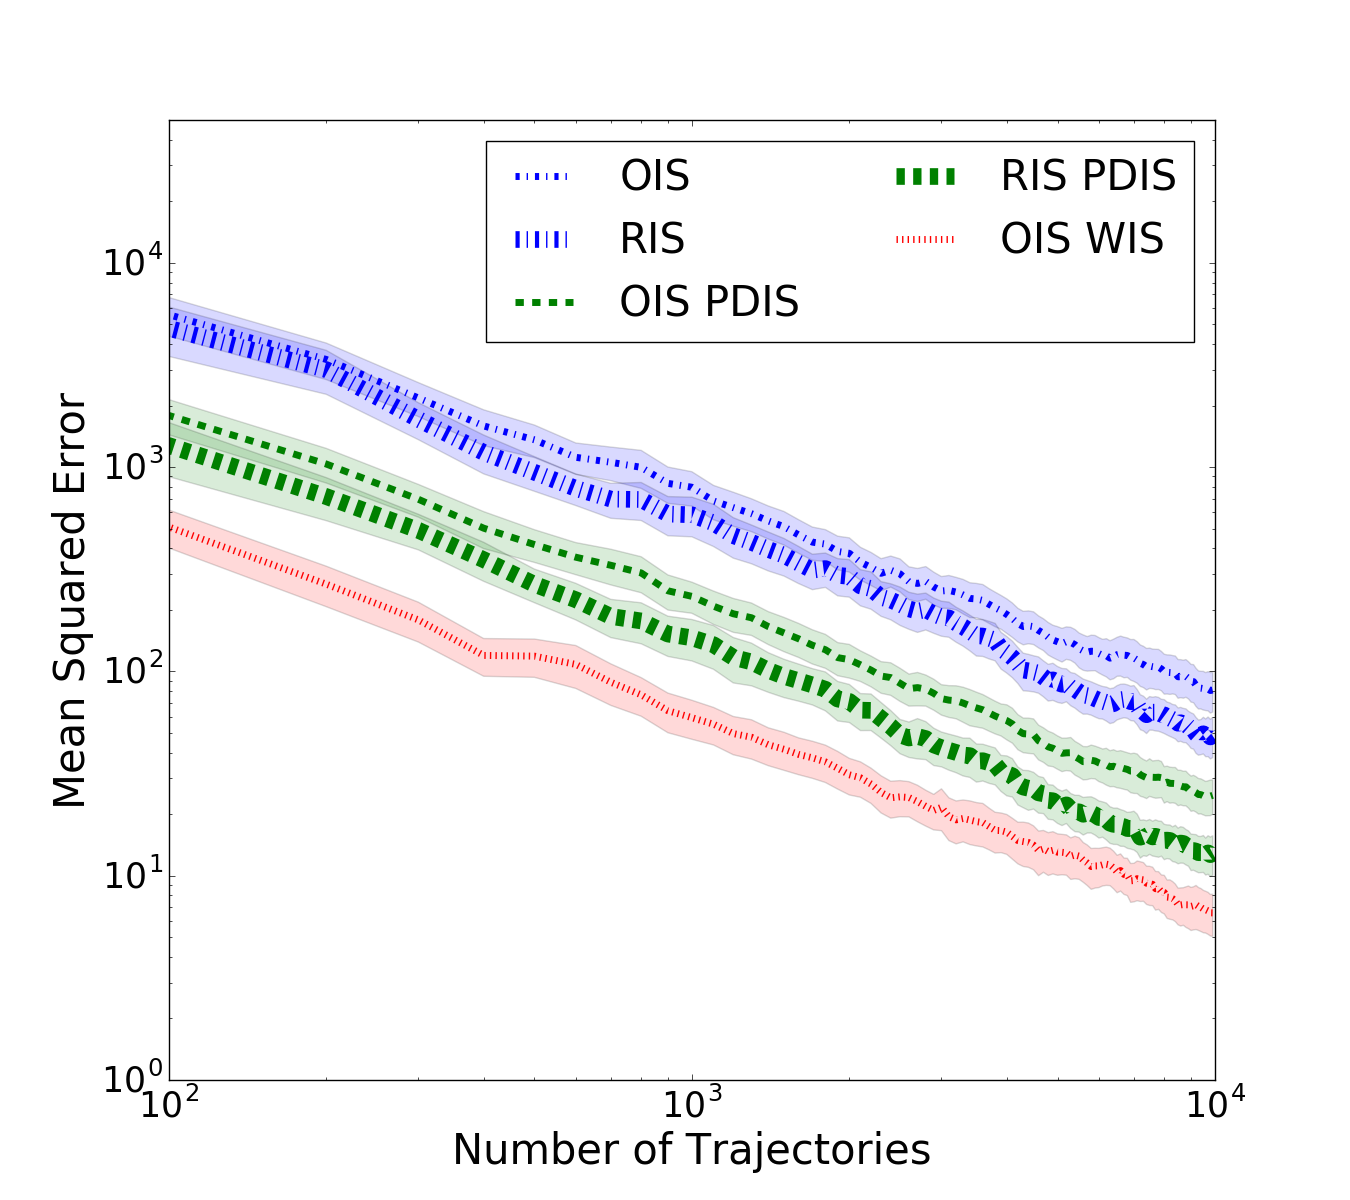 OIS
RIS
OIS PDIS
RIS PDIS
OIS WIS
Mean Squared Error
10^4
10^3
10^2
10^1
10^0
10^2
10^3
10^4
Number of Trajectories